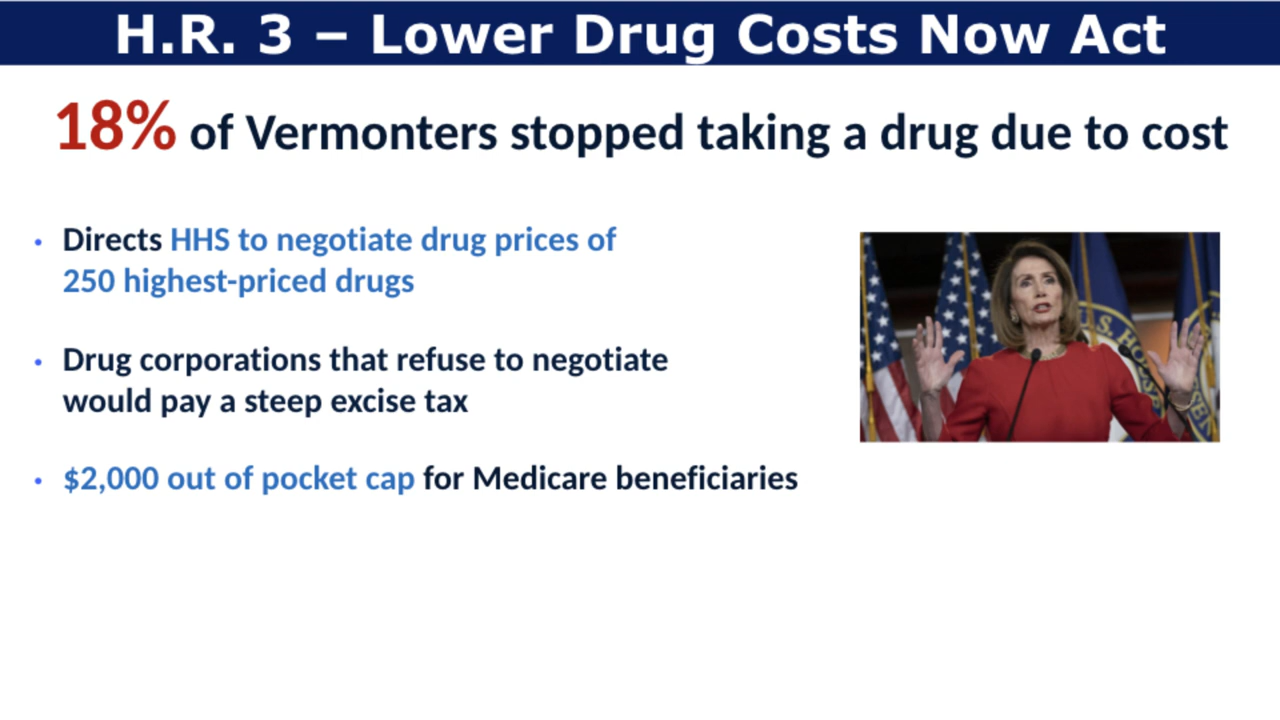 H.R. 3 – Lower Drug Costs Now Act
18% of Vermonters stopped taking a drug due to cost
• Directs HHS to negotiate drug prices of
250 highest-priced drugs
• Drug corporations that refuse to negotiate
would pay a steep excise tax
• $2,000 out of pocket cap for Medicare beneficiaries
U.S. HOUSE